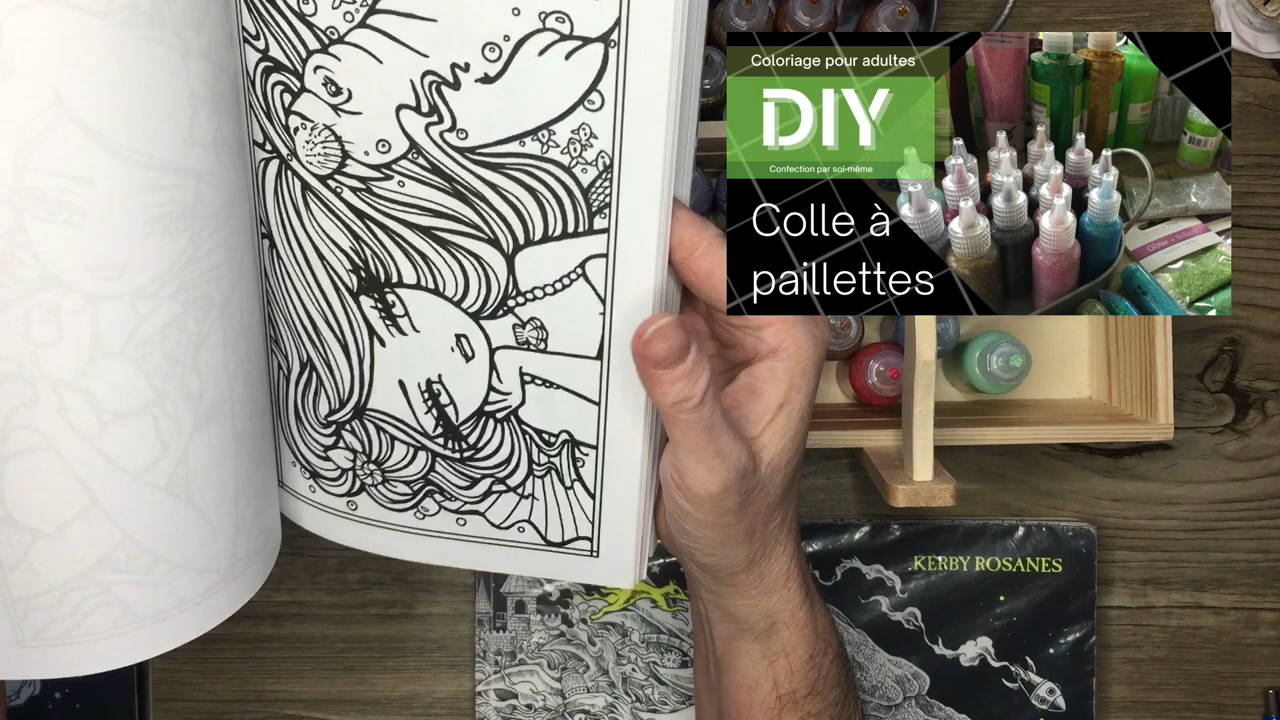 Coloriage pour adultes
DIY
Confection par soi-même
Colle à
paillettes
KERBY ROSANES